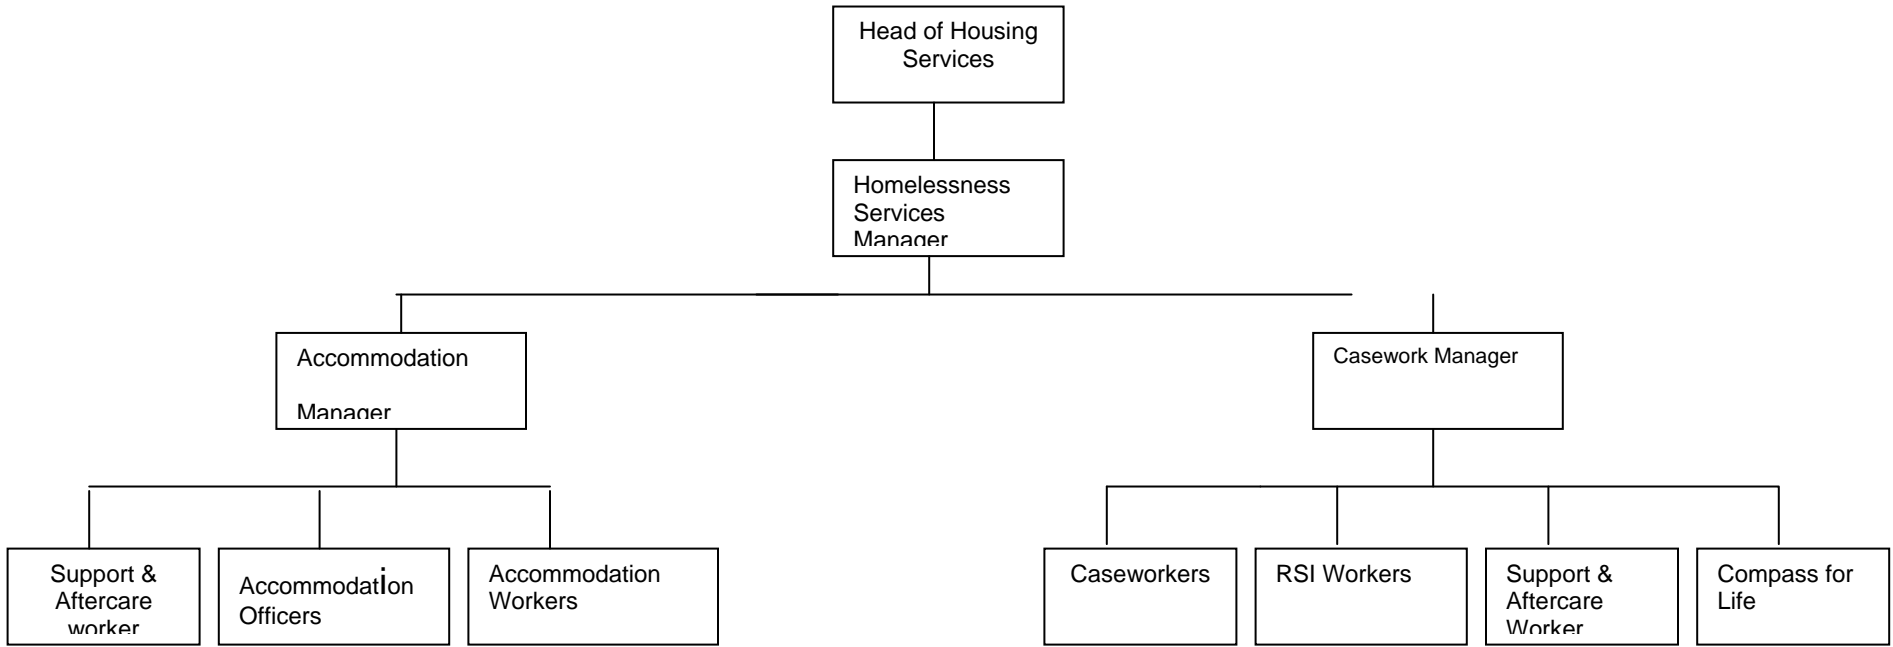 Head of Housing
Services
Homelessness
Services
Manager
Accommodation
Manager
Casework Manager
Support &
Aftercare
worker
Accommodation
Officers
Accommodation
Workers
Caseworkers
RSI Workers
Support &
Aftercare
Worker
Compass for
Life